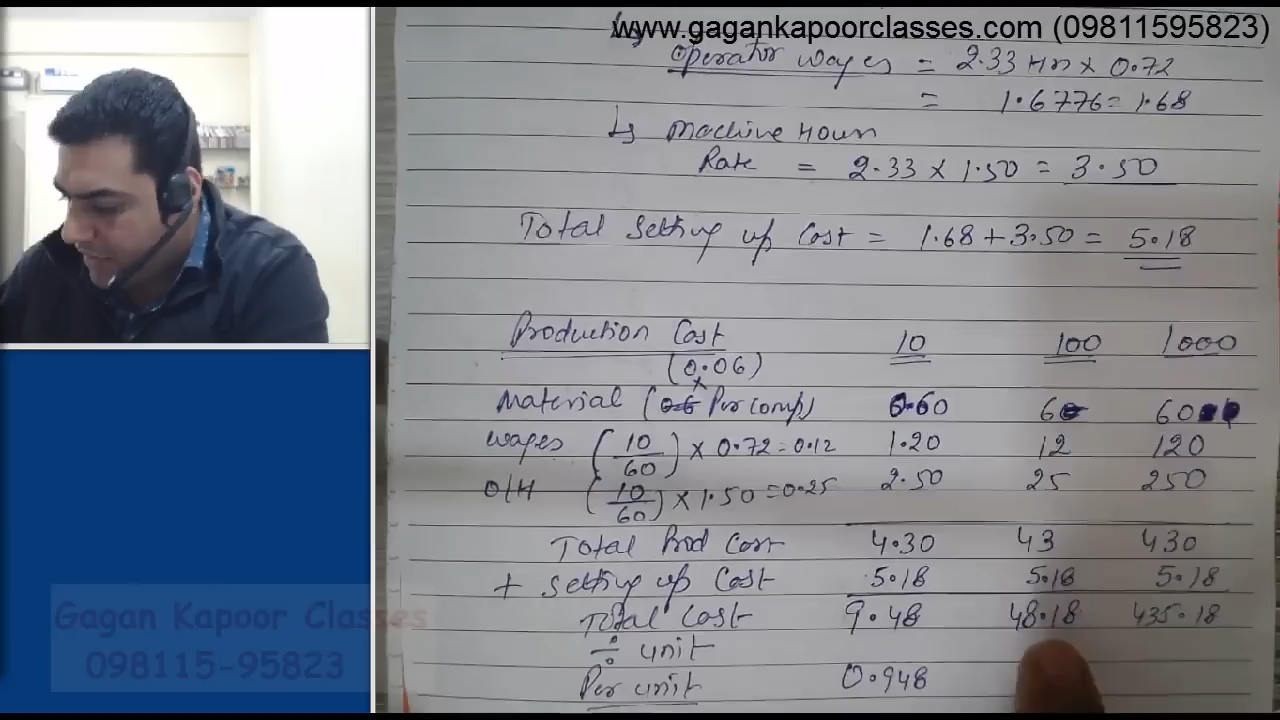 www.gagankapoorclasses.com (09811595823)
Operator wages = 2.33 Hrs x 0.72
= 1.6776 = 1.68
↳ Machine Hour
Rate = 2.33 x 1.50 = 3.50
Total Setting up Cost = 1.68 + 3.50 = 5.18
Production Cost 10 100 1000
(0.06)
Material (Per comp) 0.60 6 60
wages (10/60) x 0.72 = 0.12 1.20 12 120
O/H (10/60) x 1.50 = 0.25 2.50 25 250
Total Prod Cost 4.30 43 430
+ Setting up Cost 5.18 5.18 5.18
Total Cost 9.48 48.18 435.18
÷ unit
Per unit 0.948
Gagan Kapoor Classes
098115-95823